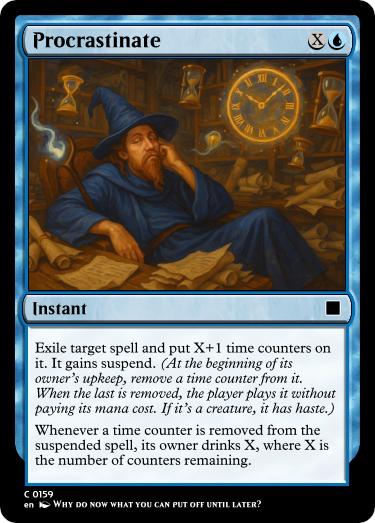 Procrastinate X
Instant
Exile target spell and put X+1 time counters on
it. It gains suspend. (At the beginning of its
owner's upkeep, remove a time counter from it.
When the last is removed, the player plays it without
paying its mana cost. If it's a creature, it has haste.)
Whenever a time counter is removed from the
suspended spell, its owner drinks X, where X is
the number of counters remaining.
C 0159
en Why do now what you can put off until later?